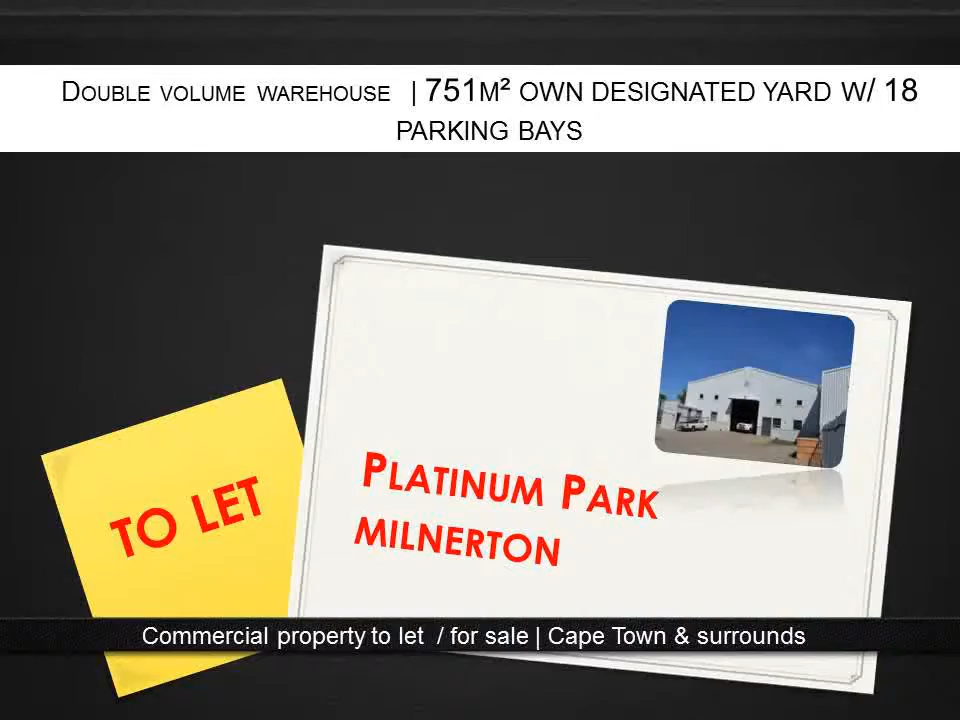 DOUBLE VOLUME WAREHOUSE | 751M² OWN DESIGNATED YARD W/ 18
PARKING BAYS
TO LET
PLATINUM PARK
MILNERTON
Commercial property to let / for sale | Cape Town & surrounds